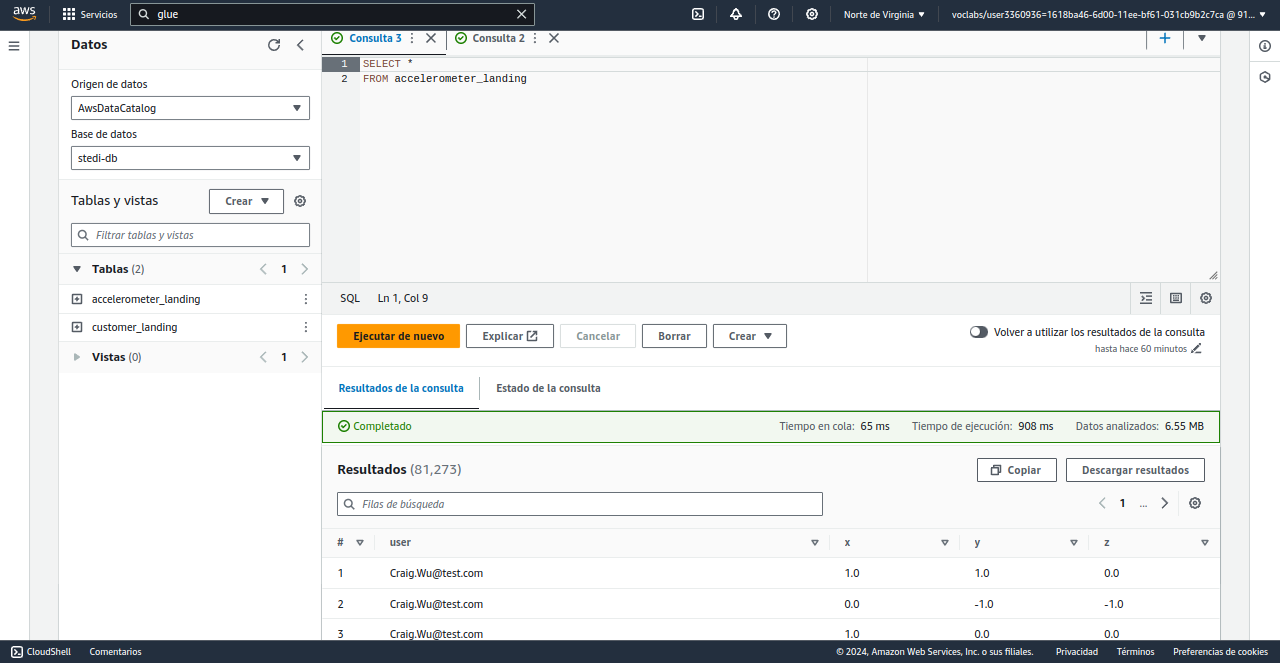 aws Servicios glue Norte de Virginia voclabs/user3360936=1618ba46-6d00-11ee-bf61-031cb9b2c7ca @ 91...
Datos
Origen de datos
AwsDataCatalog
Base de datos
stedi-db
Tablas y vistas Crear
Filtrar tablas y vistas
Tablas (2) 1
accelerometer_landing
customer_landing
Vistas (0) 1
Consulta 3 Consulta 2
1 SELECT *
2 FROM accelerometer_landing
SQL Ln 1, Col 9
Ejecutar de nuevo Explicar Cancelar Borrar Crear Volver a utilizar los resultados de la consulta
hasta hace 60 minutos
Resultados de la consulta Estado de la consulta
Completado Tiempo en cola: 65 ms Tiempo de ejecución: 908 ms Datos analizados: 6.55 MB
Resultados (81,273) Copiar Descargar resultados
Filas de búsqueda 1 ...
# user x y z
1 Craig.Wu@test.com 1.0 1.0 0.0
2 Craig.Wu@test.com 0.0 -1.0 -1.0
3 Craig.Wu@test.com 1.0 0.0 0.0
CloudShell Comentarios © 2024, Amazon Web Services, Inc. o sus filiales. Privacidad Términos Preferencias de cookies